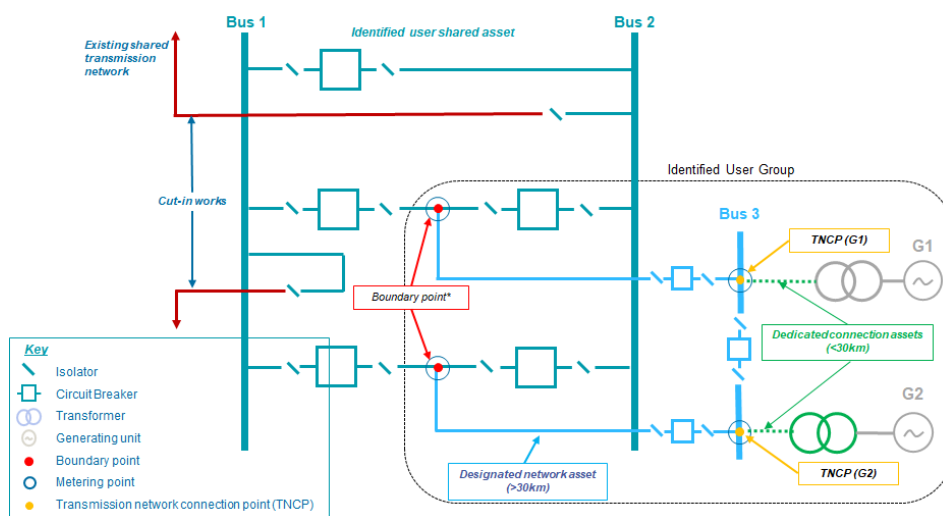 Bus 1
Bus 2
Identified user shared asset
Existing shared
transmission
network
Cut-in works
Identified User Group
Bus 3
TNCP (G1)
G1
Boundary point*
Dedicated connection assets
(<30km)
G2
Designated network asset
(>30km)
TNCP (G2)
Key
Isolator
Circuit Breaker
Transformer
Generating unit
Boundary point
Metering point
Transmission network connection point (TNCP)